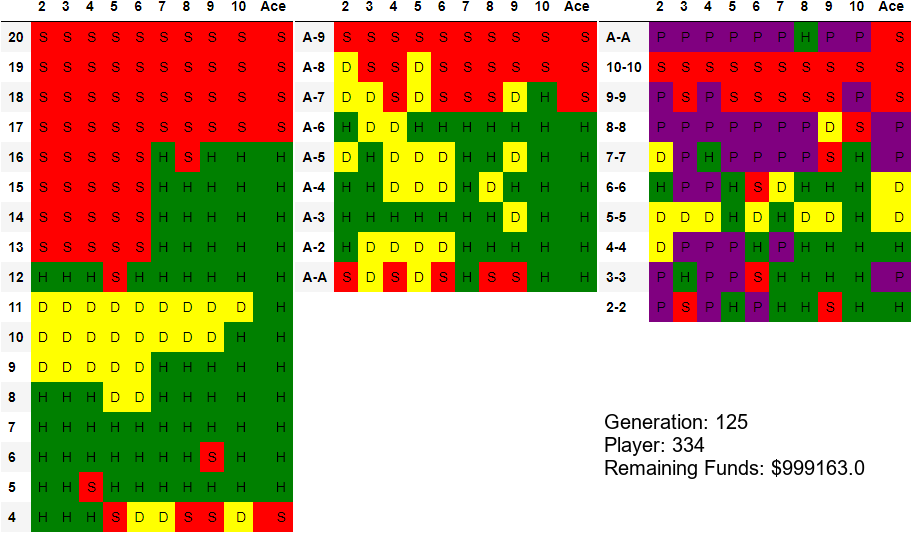 2 3 4 5 6 7 8 9 10 Ace
20 S S S S S S S S S S
19 S S S S S S S S S S
18 S S S S S S S S S S
17 S S S S S S S S S S
16 S S S S S H S H H H
15 S S S S S H H H H H
14 S S S S S H H H H H
13 S S S S S H H H H H
12 H H H S H H H H H H
11 D D D D D D D D D H
10 D D D D D D D D H H
9 D D D D D H H H H H
8 H H H D D H H H H H
7 H H H H H H H H H H
6 H H H H H H H S H H
5 H H S H H H H H H H
4 H H H S D D S S D S
2 3 4 5 6 7 8 9 10 Ace
A-9 S S S S S S S S S S
A-8 D S S D S S S S S S
A-7 D D S D S S S D H S
A-6 H D D H H H H H H H
A-5 D H D D D H H D H H
A-4 H H D D D H D H H H
A-3 H H H H H H H D H H
A-2 H D D D D H H H H H
A-A S D S D S H S S H H
2 3 4 5 6 7 8 9 10 Ace
A-A P P P P P P H P P S
10-10 S S S S S S S S S S
9-9 P S P S S S S S P S
8-8 P P P P P P P D S P
7-7 D P H P P P P S H P
6-6 H P P H S D H H H D
5-5 D D D H D H D D H D
4-4 D P P P H P H H H H
3-3 P H P P S H H H H P
2-2 P S P H P H H S H H
Generation: 125
Player: 334
Remaining Funds: $999163.0